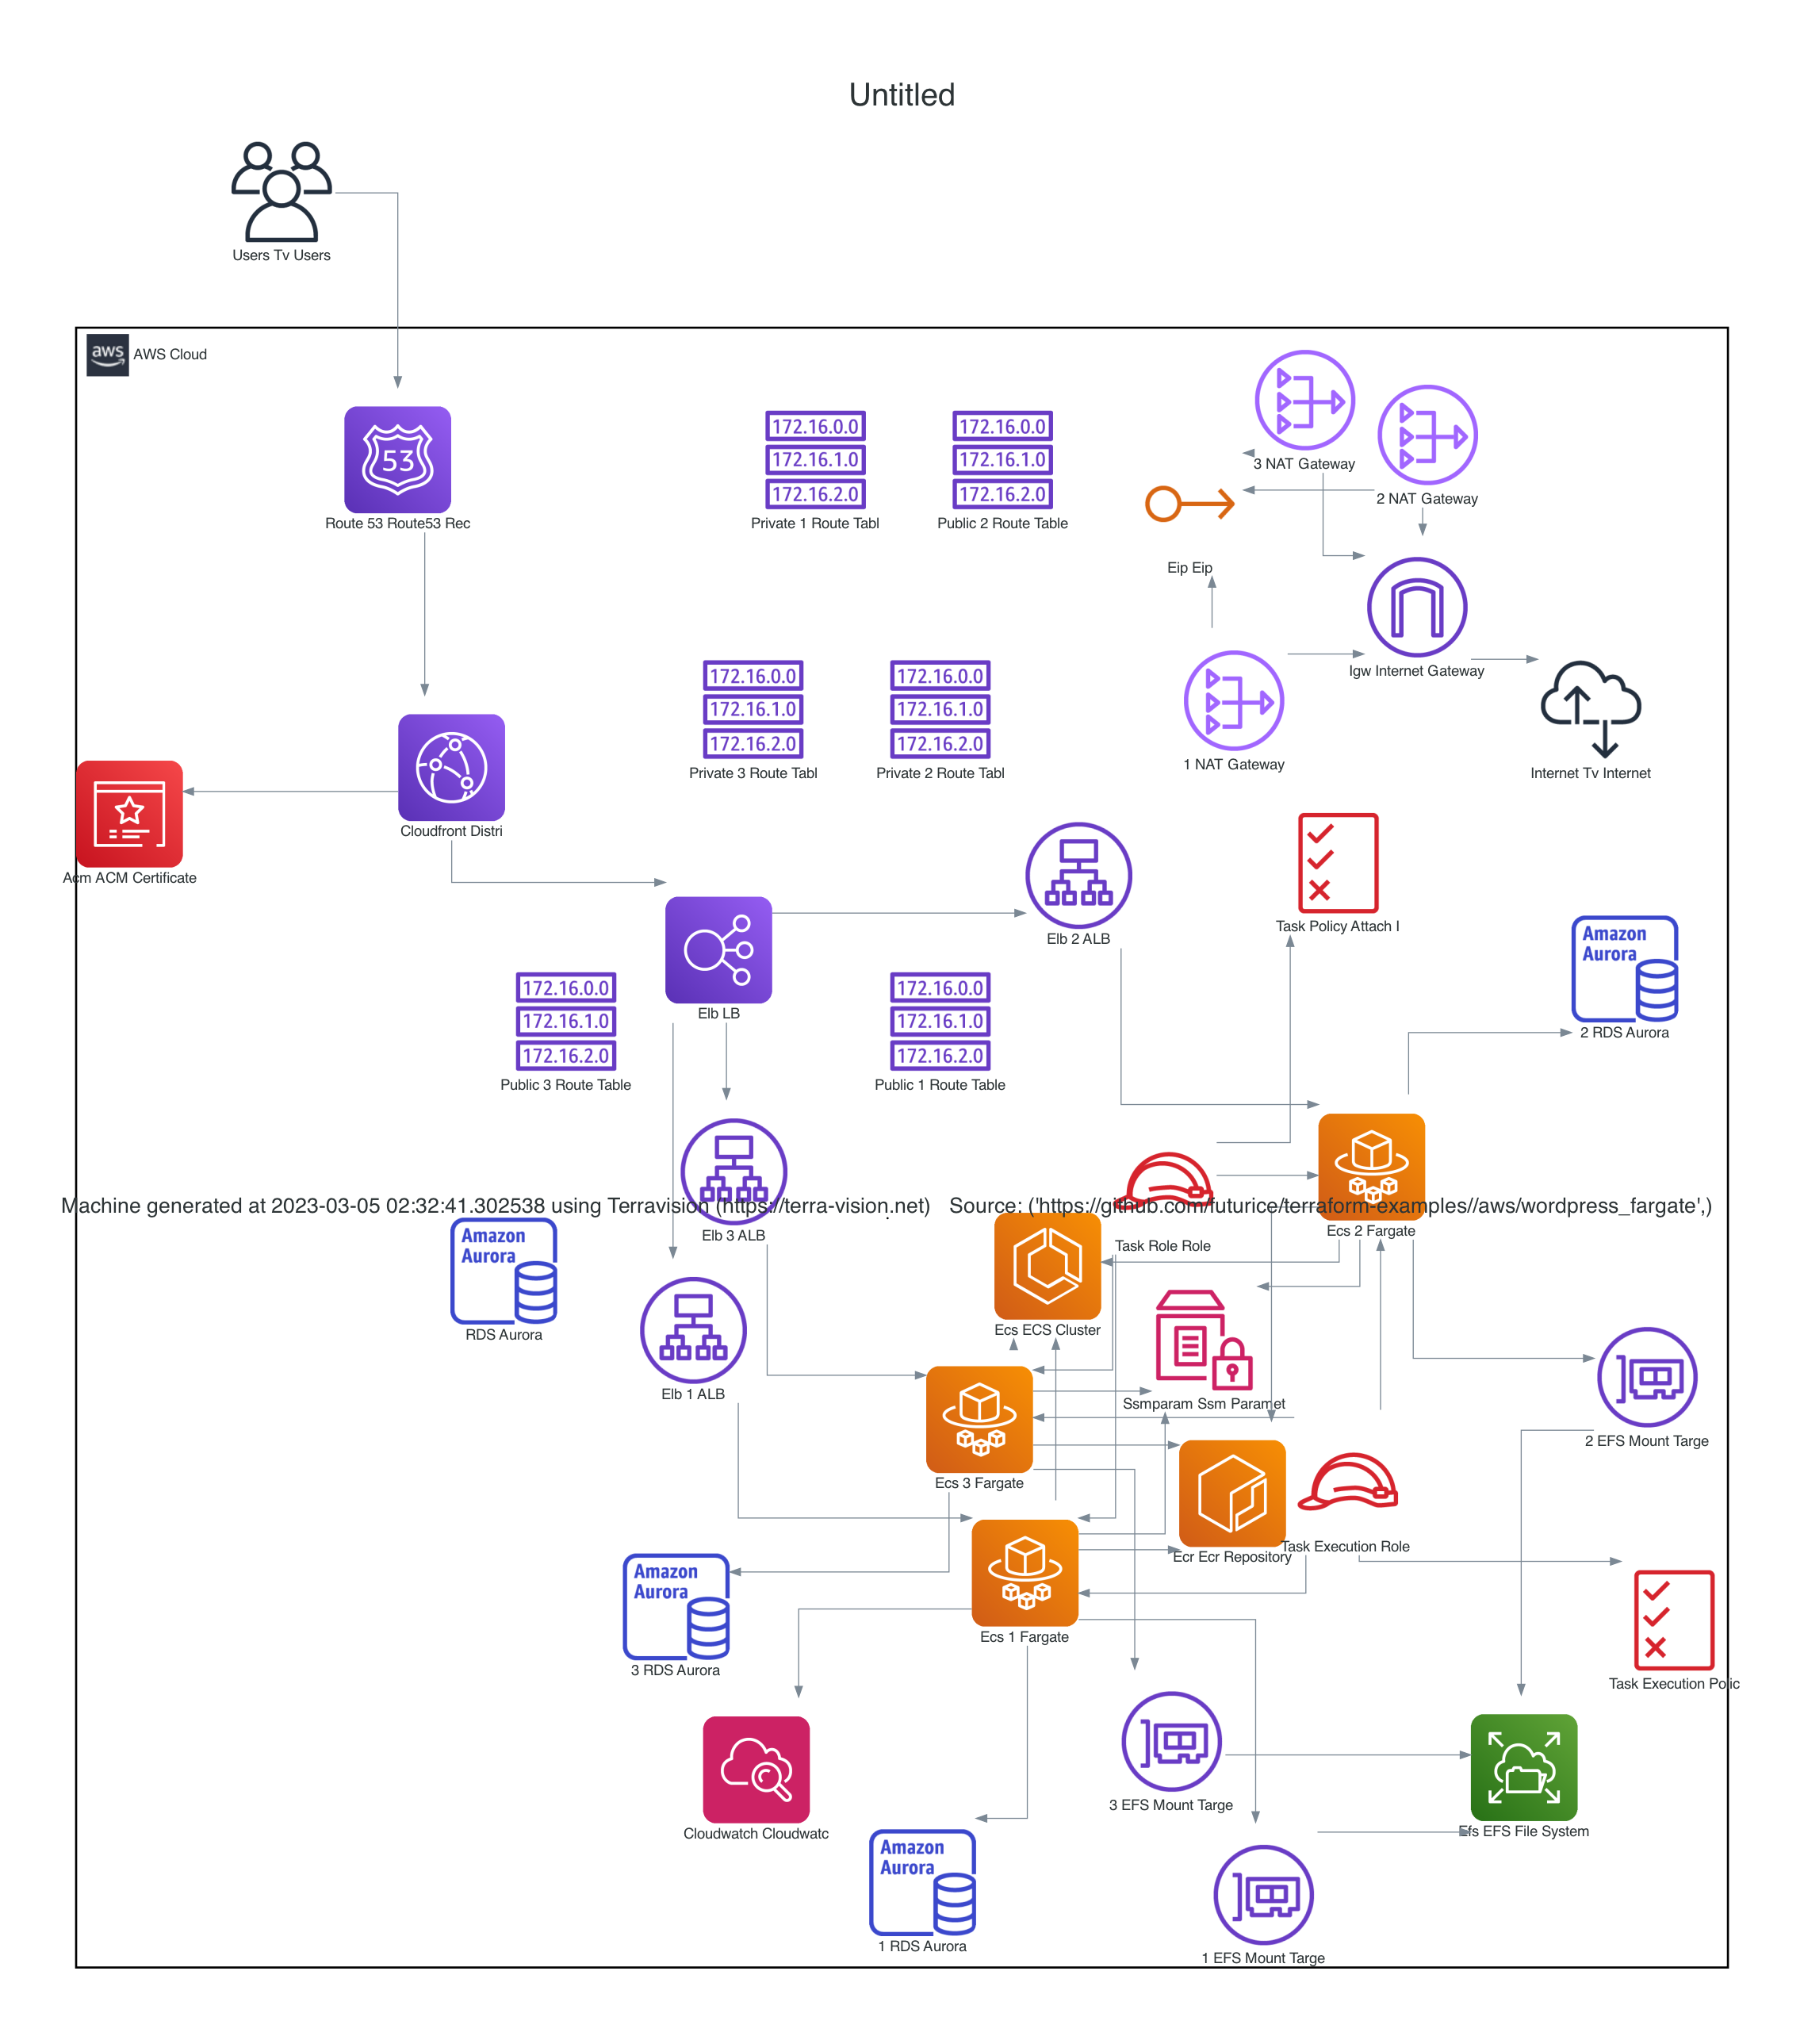 Untitled
Users Tv Users
aws
AWS Cloud
53
Route 53 Route53 Rec
172.16.0.0
172.16.1.0
172.16.2.0
Private 1 Route Tabl
172.16.0.0
172.16.1.0
172.16.2.0
Public 2 Route Table
3 NAT Gateway
2 NAT Gateway
Eip Eip
Igw Internet Gateway
172.16.0.0
172.16.1.0
172.16.2.0
Private 3 Route Tabl
172.16.0.0
172.16.1.0
172.16.2.0
Private 2 Route Tabl
1 NAT Gateway
Internet Tv Internet
Cloudfront Distri
Acm ACM Certificate
Elb 2 ALB
Task Policy Attach I
Amazon
Aurora
2 RDS Aurora
Elb LB
172.16.0.0
172.16.1.0
172.16.2.0
Public 3 Route Table
172.16.0.0
172.16.1.0
172.16.2.0
Public 1 Route Table
Machine generated at 2023-03-05 02:32:41.302538 using Terravision (https://terra-vision.net)
Source: ('https://github.com/futurice/terraform-examples//aws/wordpress_fargate',)
Elb 3 ALB
Ecs 2 Fargate
Task Role Role
Amazon
Aurora
RDS Aurora
Ecs ECS Cluster
Elb 1 ALB
Ssmparam Ssm Paramet
2 EFS Mount Targe
Ecs 3 Fargate
Ecr Ecr Repository
Task Execution Role
Amazon
Aurora
3 RDS Aurora
Ecs 1 Fargate
Task Execution Polic
3 EFS Mount Targe
Cloudwatch Cloudwatc
Efs EFS File System
Amazon
Aurora
1 RDS Aurora
1 EFS Mount Targe